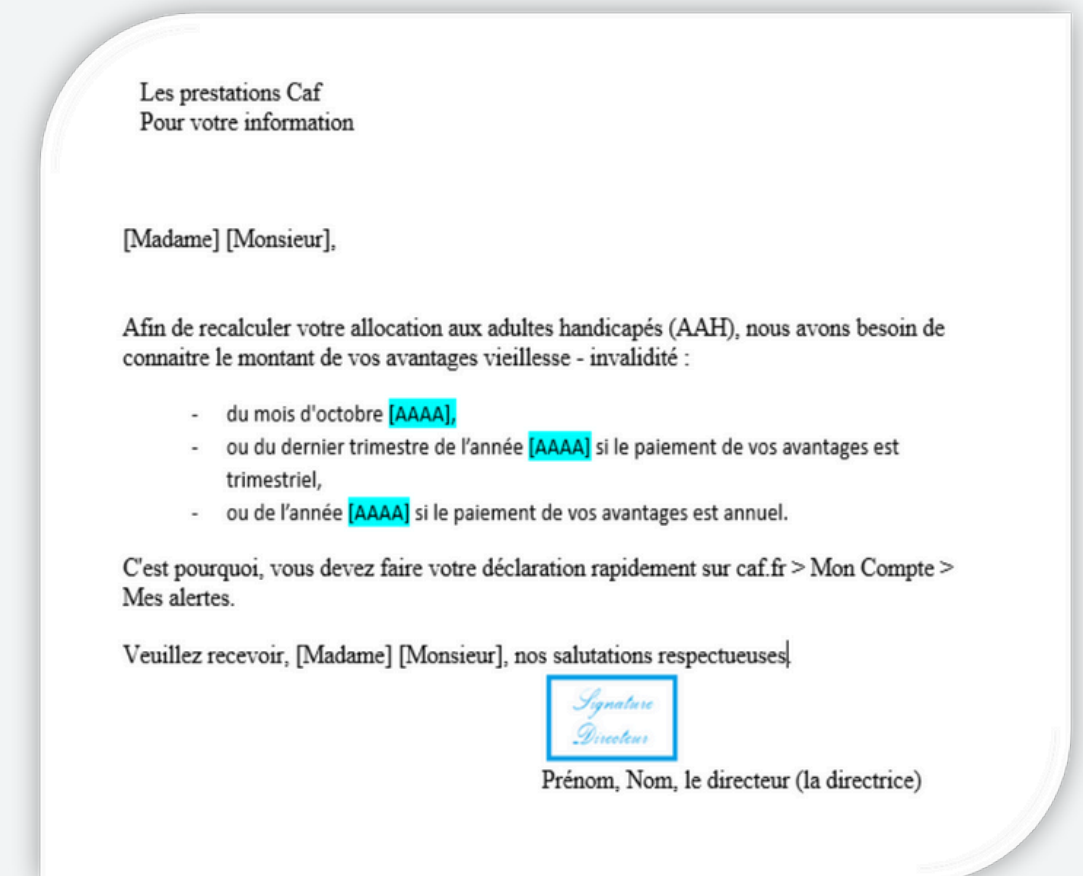 Les prestations Caf
Pour votre information
[Madame] [Monsieur],
Afin de recalculer votre allocation aux adultes handicapés (AAH), nous avons besoin de
connaitre le montant de vos avantages vieillesse - invalidité :
- du mois d'octobre [AAAA],
- ou du dernier trimestre de l’année [AAAA] si le paiement de vos avantages est
trimestriel,
- ou de l’année [AAAA] si le paiement de vos avantages est annuel.
C'est pourquoi, vous devez faire votre déclaration rapidement sur caf.fr > Mon Compte >
Mes alertes.
Veuillez recevoir, [Madame] [Monsieur], nos salutations respectueuses.
Signature
Directeur
Prénom, Nom, le directeur (la directrice)